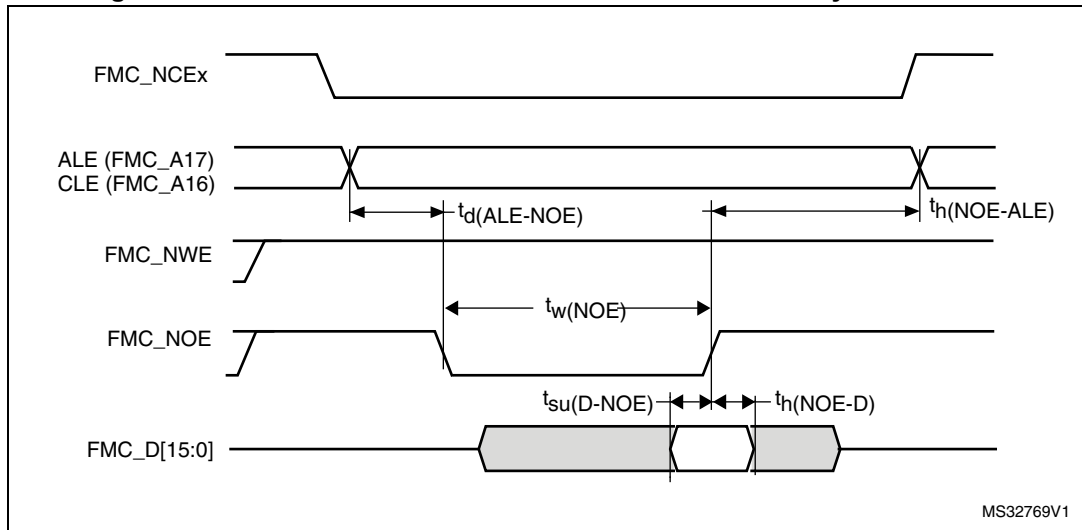 FMC_NCEx
ALE (FMC_A17)
CLE (FMC_A16)
td(ALE-NOE)
th(NOE-ALE)
FMC_NWE
tw(NOE)
FMC_NOE
tsu(D-NOE)
th(NOE-D)
FMC_D[15:0]
MS32769V1